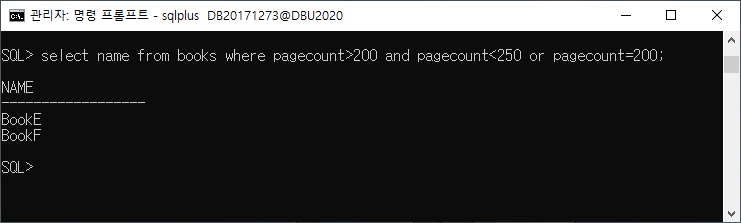 관리자: 명령 프롬프트 - sqlplus  DB20171273@DBU2020
SQL> select name from books where pagecount>200 and pagecount<250 or pagecount=200;
NAME
------------------
BookE
BookF
SQL>